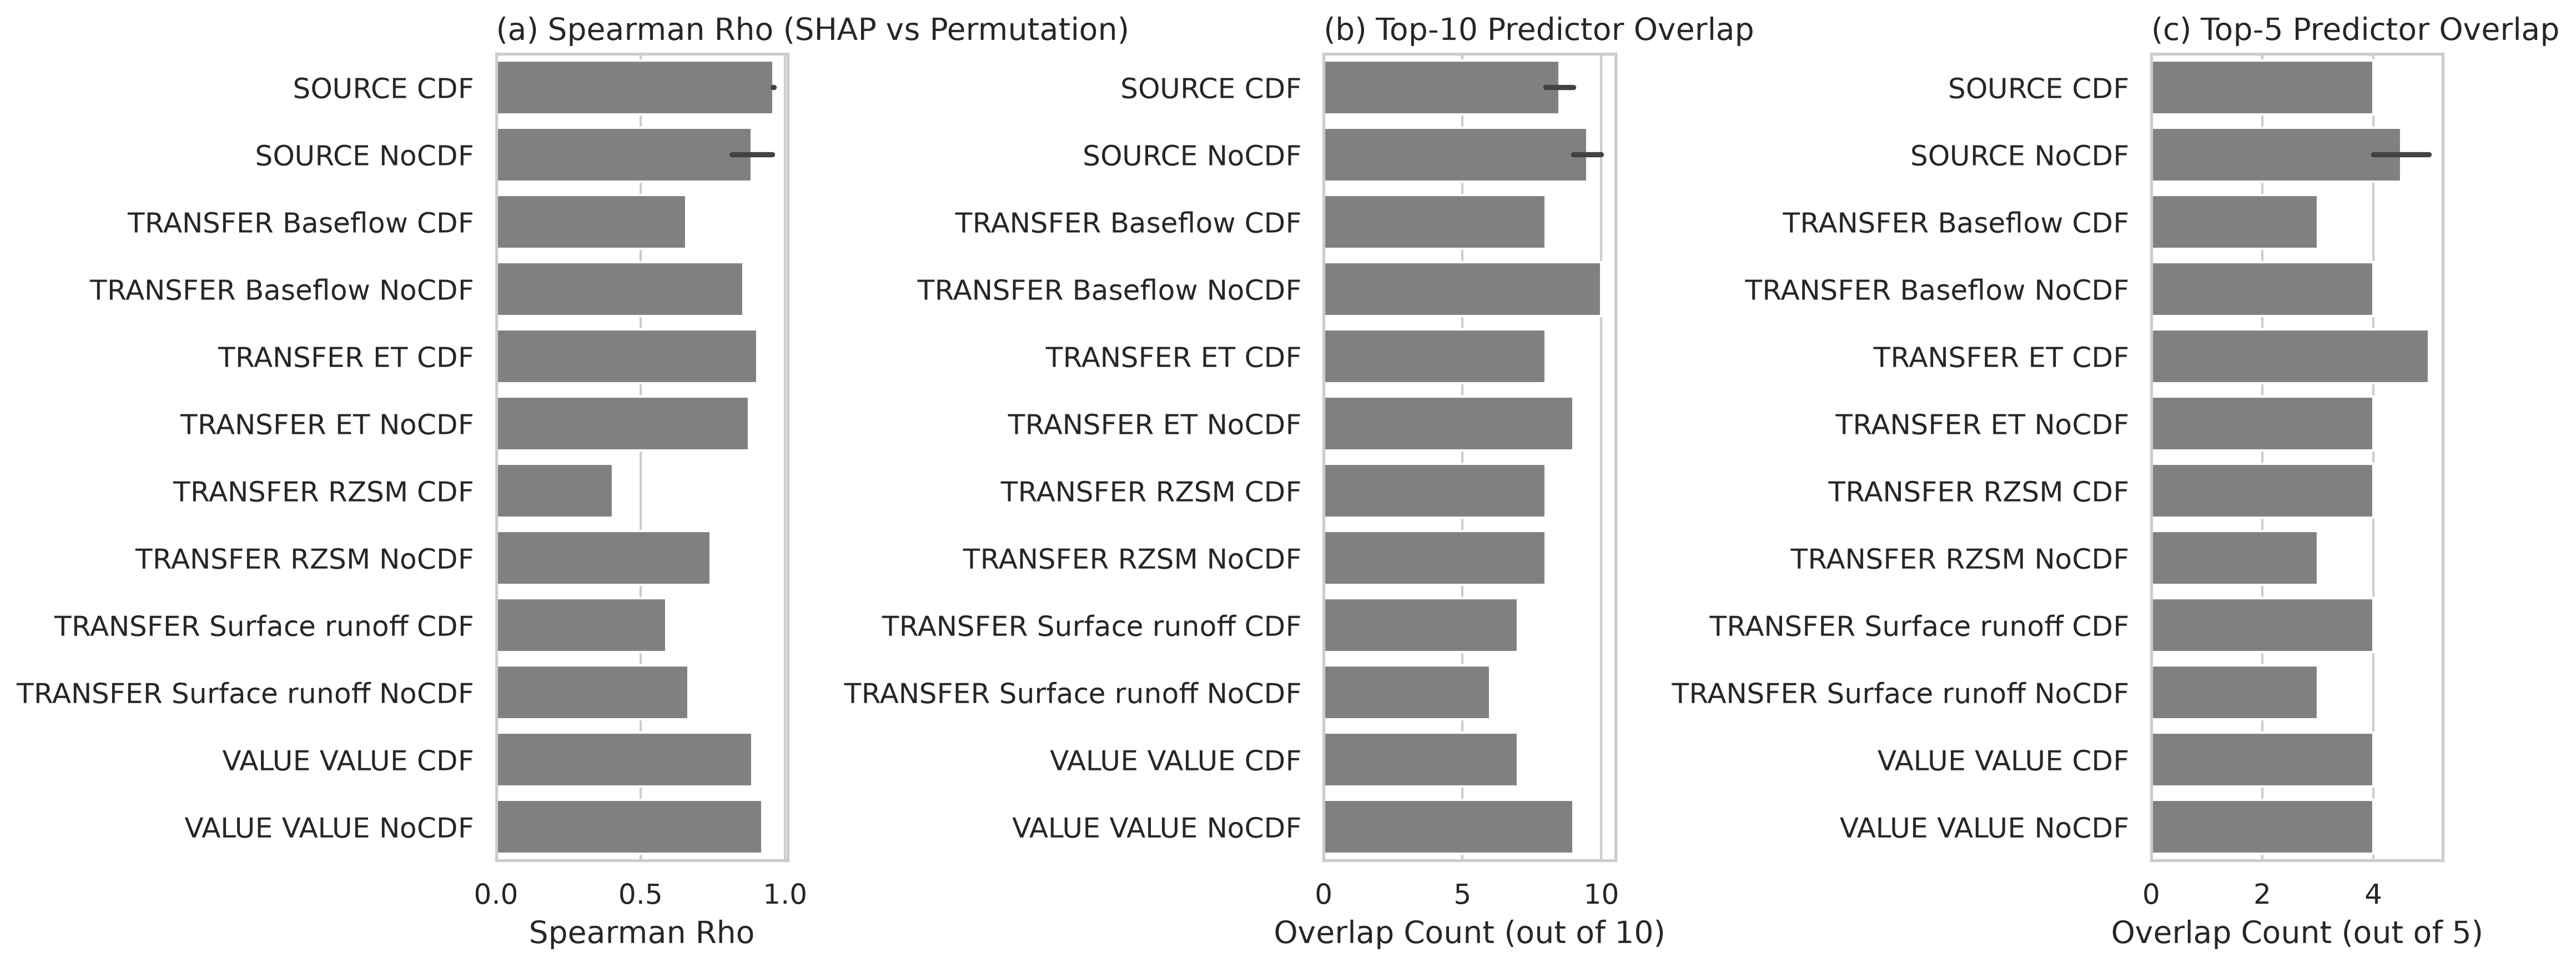 (a) Spearman Rho (SHAP vs Permutation)
SOURCE CDF
SOURCE NoCDF
TRANSFER Baseflow CDF
TRANSFER Baseflow NoCDF
TRANSFER ET CDF
TRANSFER ET NoCDF
TRANSFER RZSM CDF
TRANSFER RZSM NoCDF
TRANSFER Surface runoff CDF
TRANSFER Surface runoff NoCDF
VALUE VALUE CDF
VALUE VALUE NoCDF
0.0 0.5 1.0
Spearman Rho
(b) Top-10 Predictor Overlap
SOURCE CDF
SOURCE NoCDF
TRANSFER Baseflow CDF
TRANSFER Baseflow NoCDF
TRANSFER ET CDF
TRANSFER ET NoCDF
TRANSFER RZSM CDF
TRANSFER RZSM NoCDF
TRANSFER Surface runoff CDF
TRANSFER Surface runoff NoCDF
VALUE VALUE CDF
VALUE VALUE NoCDF
0 5 10
Overlap Count (out of 10)
(c) Top-5 Predictor Overlap
SOURCE CDF
SOURCE NoCDF
TRANSFER Baseflow CDF
TRANSFER Baseflow NoCDF
TRANSFER ET CDF
TRANSFER ET NoCDF
TRANSFER RZSM CDF
TRANSFER RZSM NoCDF
TRANSFER Surface runoff CDF
TRANSFER Surface runoff NoCDF
VALUE VALUE CDF
VALUE VALUE NoCDF
0 2 4
Overlap Count (out of 5)